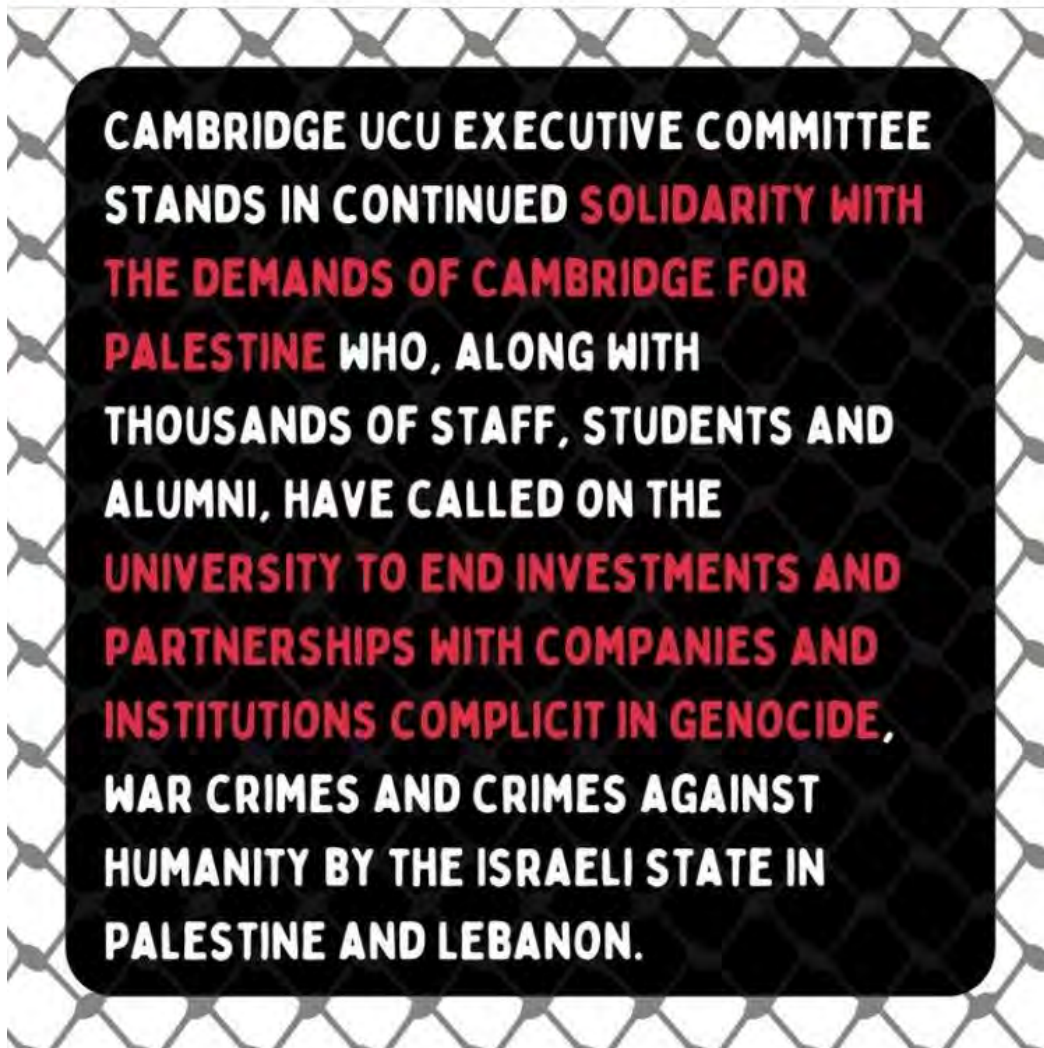 CAMBRIDGE UCU EXECUTIVE COMMITTEE
STANDS IN CONTINUED SOLIDARITY WITH
THE DEMANDS OF CAMBRIDGE FOR
PALESTINE WHO, ALONG WITH
THOUSANDS OF STAFF, STUDENTS AND
ALUMNI, HAVE CALLED ON THE
UNIVERSITY TO END INVESTMENTS AND
PARTNERSHIPS WITH COMPANIES AND
INSTITUTIONS COMPLICIT IN GENOCIDE,
WAR CRIMES AND CRIMES AGAINST
HUMANITY BY THE ISRAELI STATE IN
PALESTINE AND LEBANON.